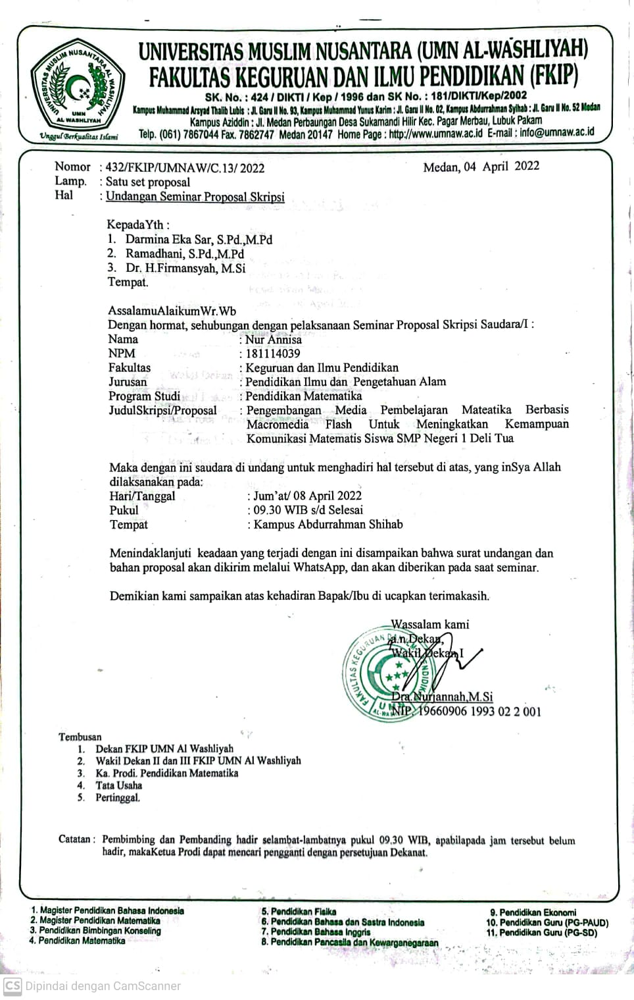 UNIVERSITAS MUSLIM NUSANTARA AL WASHLIYAH
UMN
AL WASHLIYAH
Unggul Berkualitas Islami
UNIVERSITAS MUSLIM NUSANTARA (UMN AL-WASHLIYAH)
FAKULTAS KEGURUAN DAN ILMU PENDIDIKAN (FKIP)
SK. No. : 424 / DIKTI / Kep / 1996 dan SK No. : 181/DIKTI/Kep/2002
Kampus Muhammad Arsyad Thalib Lubis : Jl. Garu II No. 93, Kampus Muhammad Yunus Karim : Jl. Garu II No. 02, Kampus Abdurrahman Syihab : Jl. Garu II No. 52 Medan
Kampus Aziddin : Jl. Medan Perbaungan Desa Sukamandi Hilir Kec. Pagar Merbau, Lubuk Pakam
Telp. (061) 7867044 Fax. 7862747 Medan 20147 Home Page : http://www.umnaw.ac.id E-mail : info@umnaw.ac.id
Nomor : 432/FKIP/UMNAW/C.13/ 2022 Medan, 04 April 2022
Lamp. : Satu set proposal
Hal : Undangan Seminar Proposal Skripsi
KepadaYth :
1. Darmina Eka Sar, S.Pd.,M.Pd
2. Ramadhani, S.Pd.,M.Pd
3. Dr. H.Firmansyah, M.Si
Tempat.
AssalamuAlaikumWr.Wb
Dengan hormat, sehubungan dengan pelaksanaan Seminar Proposal Skripsi Saudara/I :
Nama : Nur Annisa
NPM : 181114039
Fakultas : Keguruan dan Ilmu Pendidikan
Jurusan : Pendidikan Ilmu dan Pengetahuan Alam
Program Studi : Pendidikan Matematika
JudulSkripsi/Proposal : Pengembangan Media Pembelajaran Mateatika Berbasis
Macromedia Flash Untuk Meningkatkan Kemampuan
Komunikasi Matematis Siswa SMP Negeri 1 Deli Tua
Maka dengan ini saudara di undang untuk menghadiri hal tersebut di atas, yang inSya Allah
dilaksanakan pada:
Hari/Tanggal : Jum'at/ 08 April 2022
Pukul : 09.30 WIB s/d Selesai
Tempat : Kampus Abdurrahman Shihab
Menindaklanjuti keadaan yang terjadi dengan ini disampaikan bahwa surat undangan dan
bahan proposal akan dikirim melalui WhatsApp, dan akan diberikan pada saat seminar.
Demikian kami sampaikan atas kehadiran Bapak/Ibu di ucapkan terimakasih.
Wassalam kami
a.n.Dekan,
Wakil Dekan I
FAKULTAS KEGURUAN DAN ILMU PENDIDIKAN
UMN
AL-WASHLIYAH
Dra.Nurjannah,M.Si
NIP. 19660906 1993 02 2 001
Tembusan
1. Dekan FKIP UMN Al Washliyah
2. Wakil Dekan II dan III FKIP UMN Al Washliyah
3. Ka. Prodi. Pendidikan Matematika
4. Tata Usaha
5. Pertinggal.
Catatan : Pembimbing dan Pembanding hadir selambat-lambatnya pukul 09.30 WIB, apabilapada jam tersebut belum
hadir, makaKetua Prodi dapat mencari pengganti dengan persetujuan Dekanat.
1. Magister Pendidikan Bahasa Indonesia
2. Magister Pendidikan Matematika
3. Pendidikan Bimbingan Konseling
4. Pendidikan Matematika
5. Pendidikan Fisika
6. Pendidikan Bahasa dan Sastra Indonesia
7. Pendidikan Bahasa Inggris
8. Pendidikan Pancasila dan Kewarganegaraan
9. Pendidikan Ekonomi
10. Pendidikan Guru (PG-PAUD)
11. Pendidikan Guru (PG-SD)
CS Dipindai dengan CamScanner